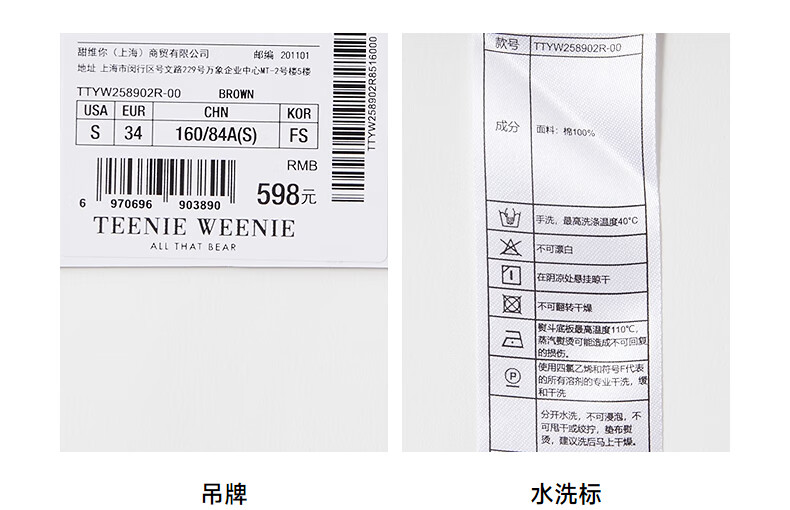 甜维你（上海）商贸有限公司 邮编 201101
地址 上海市闵行区号文路229号万象企业中心MT-2号楼5楼
TTYW258902R-00 BROWN
USA EUR CHN KOR
S 34 160/84A(S) FS
RMB
598元
6 970696 903890
TEENIE WEENIE
ALL THAT BEAR
TTYW258902R8516000
款号 TTYW258902R-00
成分 面料：棉100%
手洗，最高洗涤温度40°C
不可漂白
在阴凉处悬挂晾干
不可翻转干燥
熨斗底板最高温度110℃，
蒸汽熨烫可能造成不可回复
的损伤。
使用四氯乙烯和符号F代表
的所有溶剂的专业干洗，缓
和干洗
分开水洗，不可浸泡，不
可甩干或绞拧，垫布熨
烫，建议洗后马上干燥。
吊牌
水洗标